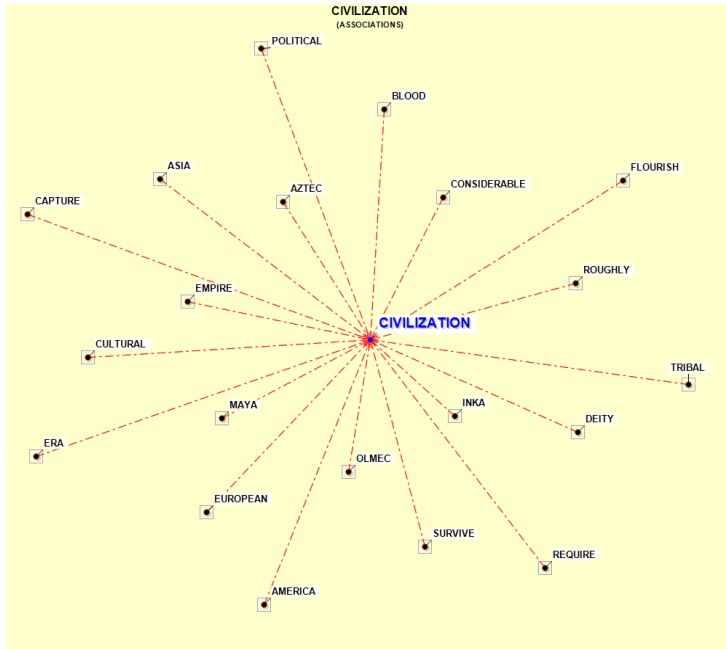 CIVILIZATION
(ASSOCIATIONS)
POLITICAL
BLOOD
ASIA
FLOURISH
AZTEC
CONSIDERABLE
CAPTURE
ROUGHLY
EMPIRE
CIVILIZATION
CULTURAL
TRIBAL
MAYA
INKA
DEITY
ERA
OLMEC
EUROPEAN
SURVIVE
REQUIRE
AMERICA